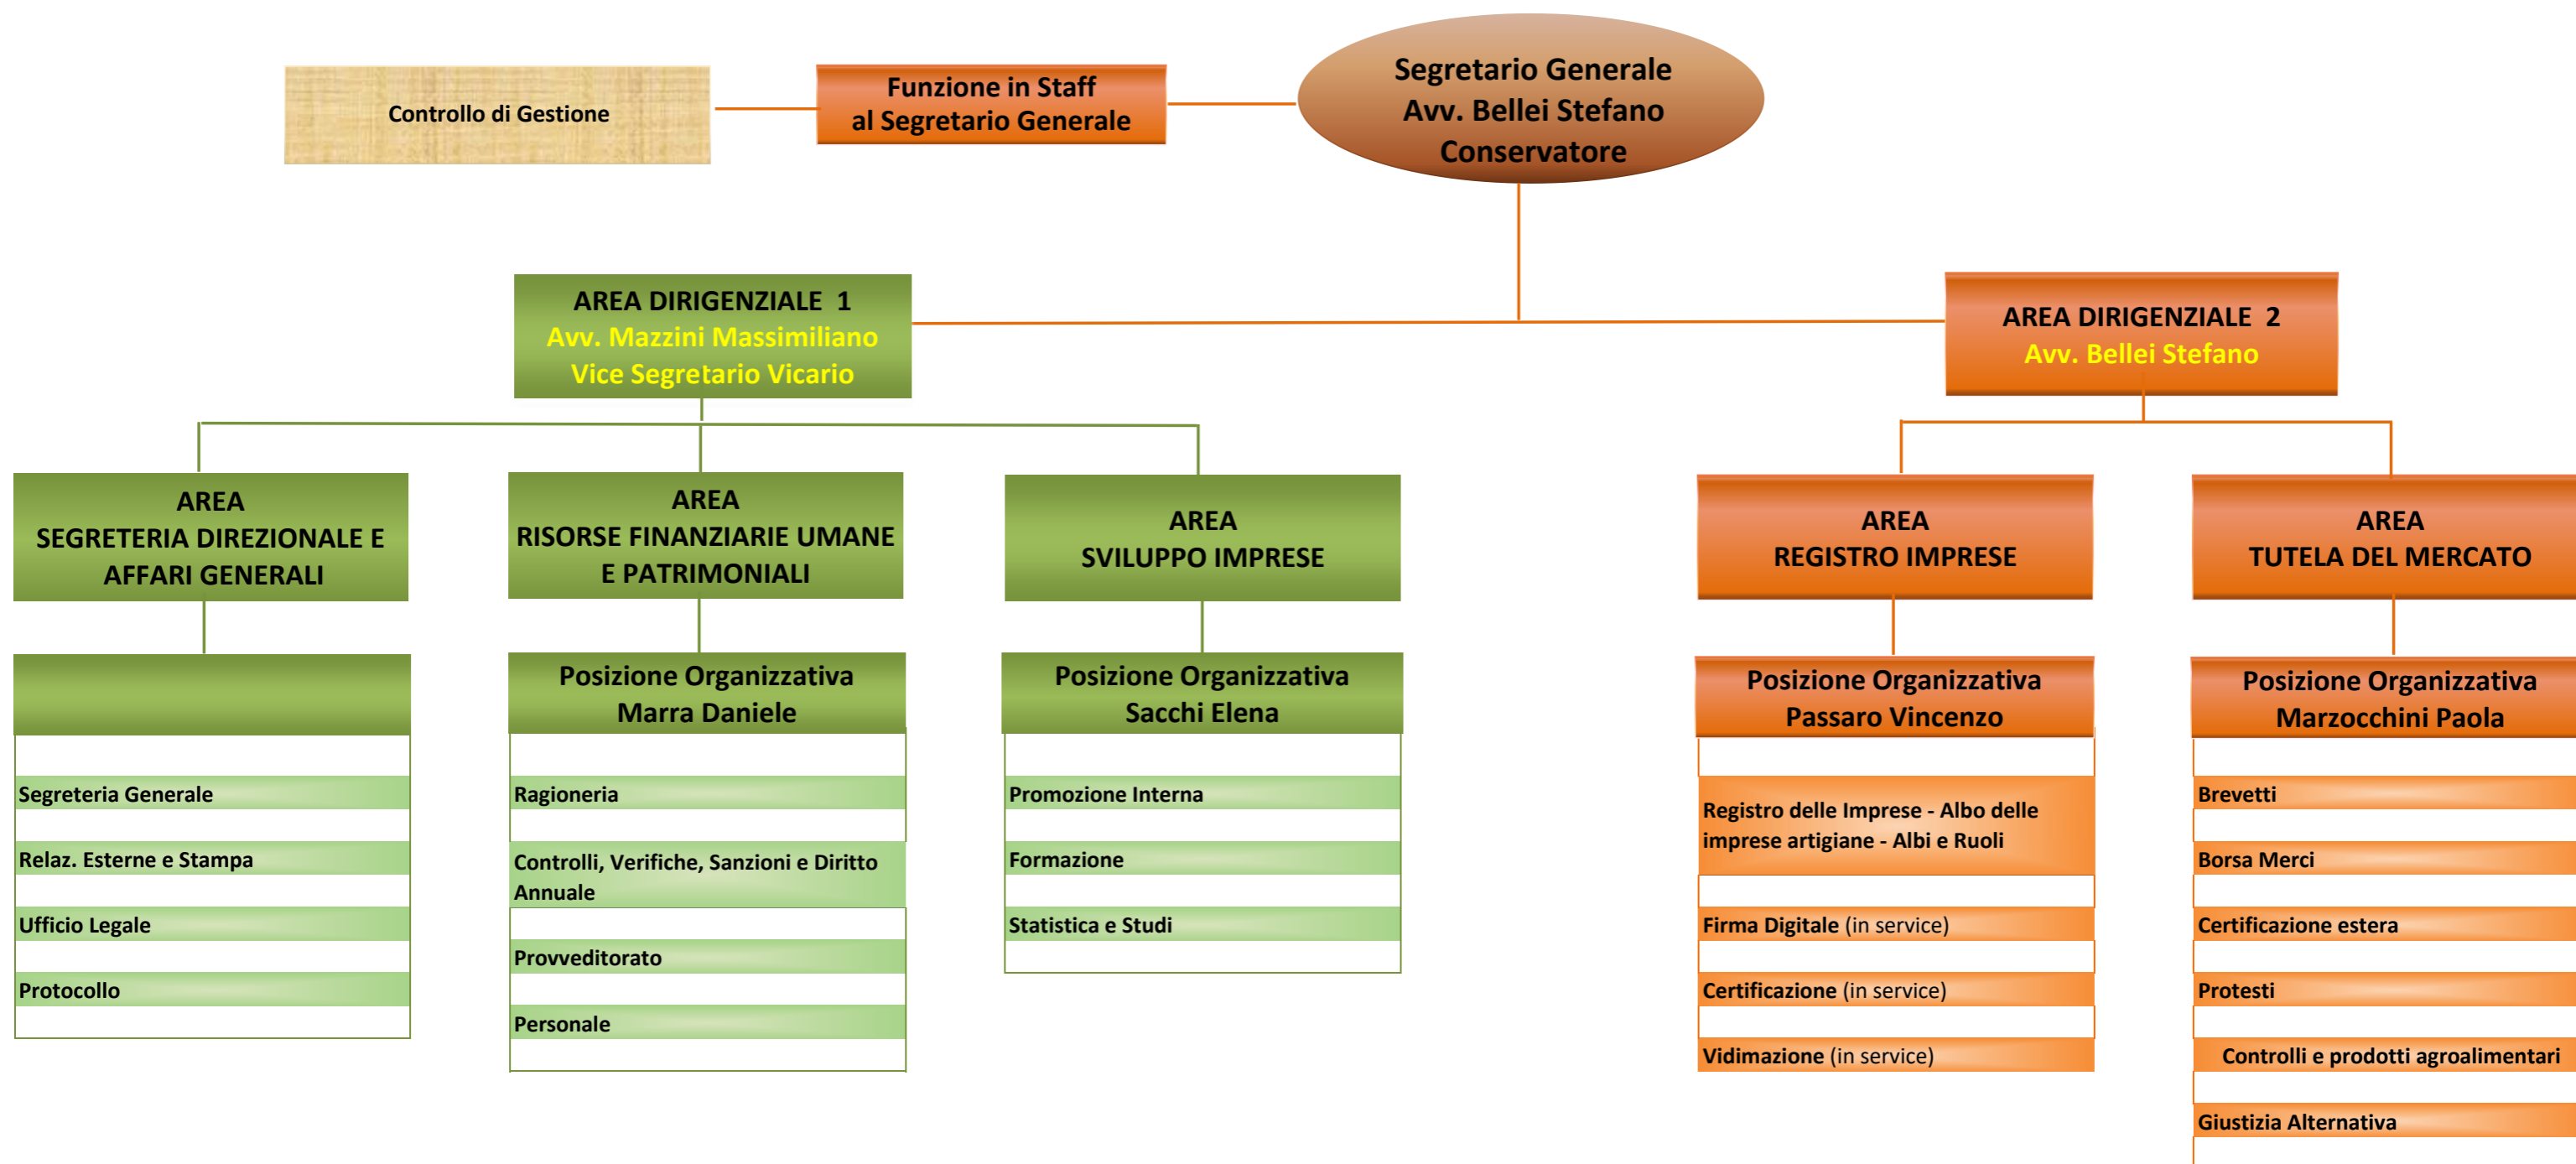 Controllo di Gestione
Funzione in Staff
al Segretario Generale
Segretario Generale
Avv. Bellei Stefano
Conservatore
AREA DIRIGENZIALE 1
Avv. Mazzini Massimiliano
Vice Segretario Vicario
AREA DIRIGENZIALE 2
Avv. Bellei Stefano
AREA
SEGRETERIA DIREZIONALE E
AFFARI GENERALI
AREA
RISORSE FINANZIARIE UMANE
E PATRIMONIALI
AREA
SVILUPPO IMPRESE
AREA
REGISTRO IMPRESE
AREA
TUTELA DEL MERCATO
Posizione Organizzativa
Marra Daniele
Posizione Organizzativa
Sacchi Elena
Posizione Organizzativa
Passaro Vincenzo
Posizione Organizzativa
Marzocchini Paola
Segreteria Generale
Relaz. Esterne e Stampa
Ufficio Legale
Protocollo
Ragioneria
Controlli, Verifiche, Sanzioni e Diritto
Annuale
Provveditorato
Personale
Promozione Interna
Formazione
Statistica e Studi
Registro delle Imprese - Albo delle
imprese artigiane - Albi e Ruoli
Firma Digitale (in service)
Certificazione (in service)
Vidimazione (in service)
Brevetti
Borsa Merci
Certificazione estera
Protesti
Controlli e prodotti agroalimentari
Giustizia Alternativa